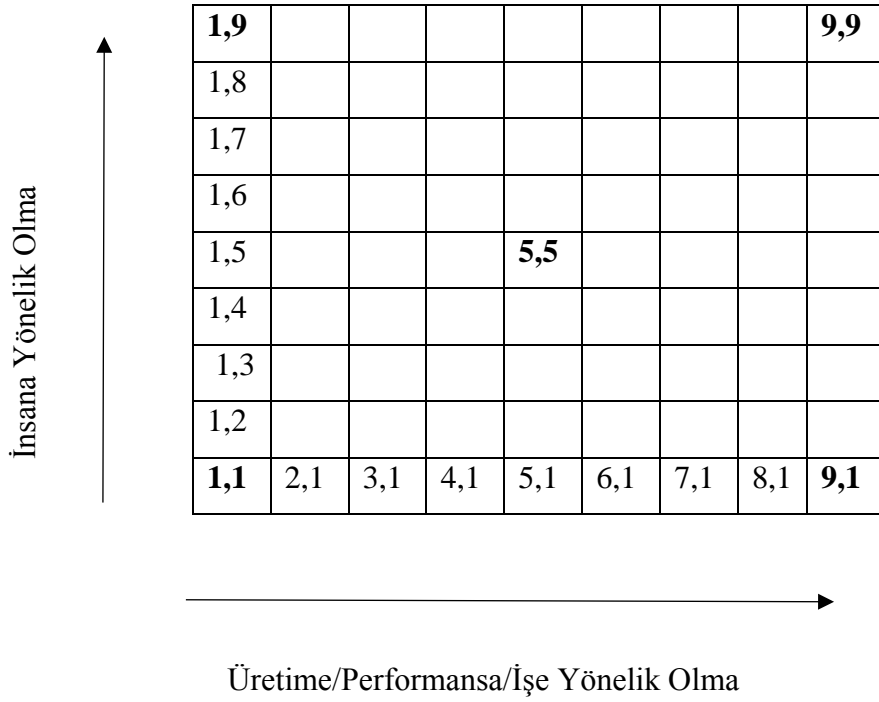 1,9 9,9
1,8
1,7
1,6
1,5 5,5
1,4
1,3
1,2
1,1 2,1 3,1 4,1 5,1 6,1 7,1 8,1 9,1
İnsana Yönelik Olma
Üretime/Performansa/İşe Yönelik Olma